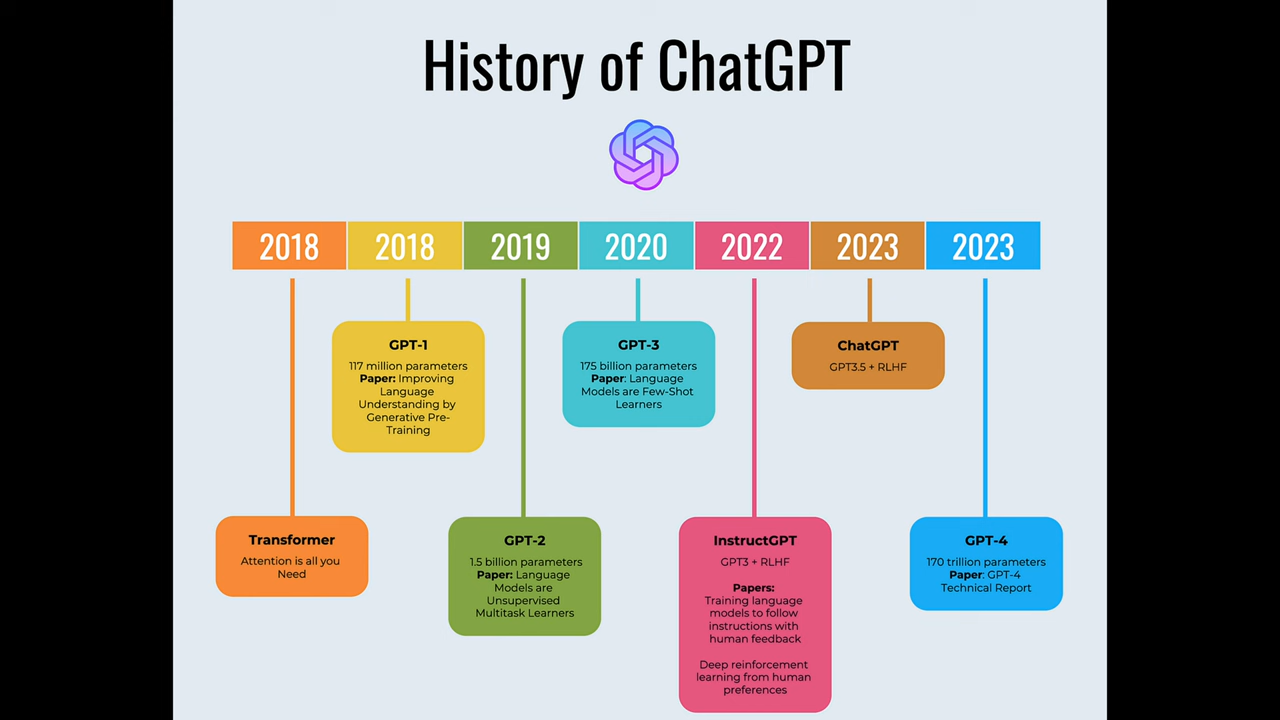 History of ChatGPT
2018
2018
2019
2020
2022
2023
2023
GPT-1
117 million parameters
Paper: Improving
Language
Understanding by
Generative Pre-
Training
GPT-3
175 billion parameters
Paper: Language
Models are Few-Shot
Learners
ChatGPT
GPT3.5 + RLHF
Transformer
Attention is all you
Need
GPT-2
1.5 billion parameters
Paper: Language
Models are
Unsupervised
Multitask Learners
InstructGPT
GPT3 + RLHF
Papers:
Training language
models to follow
instructions with
human feedback
Deep reinforcement
learning from human
preferences
GPT-4
170 trillion parameters
Paper: GPT-4
Technical Report